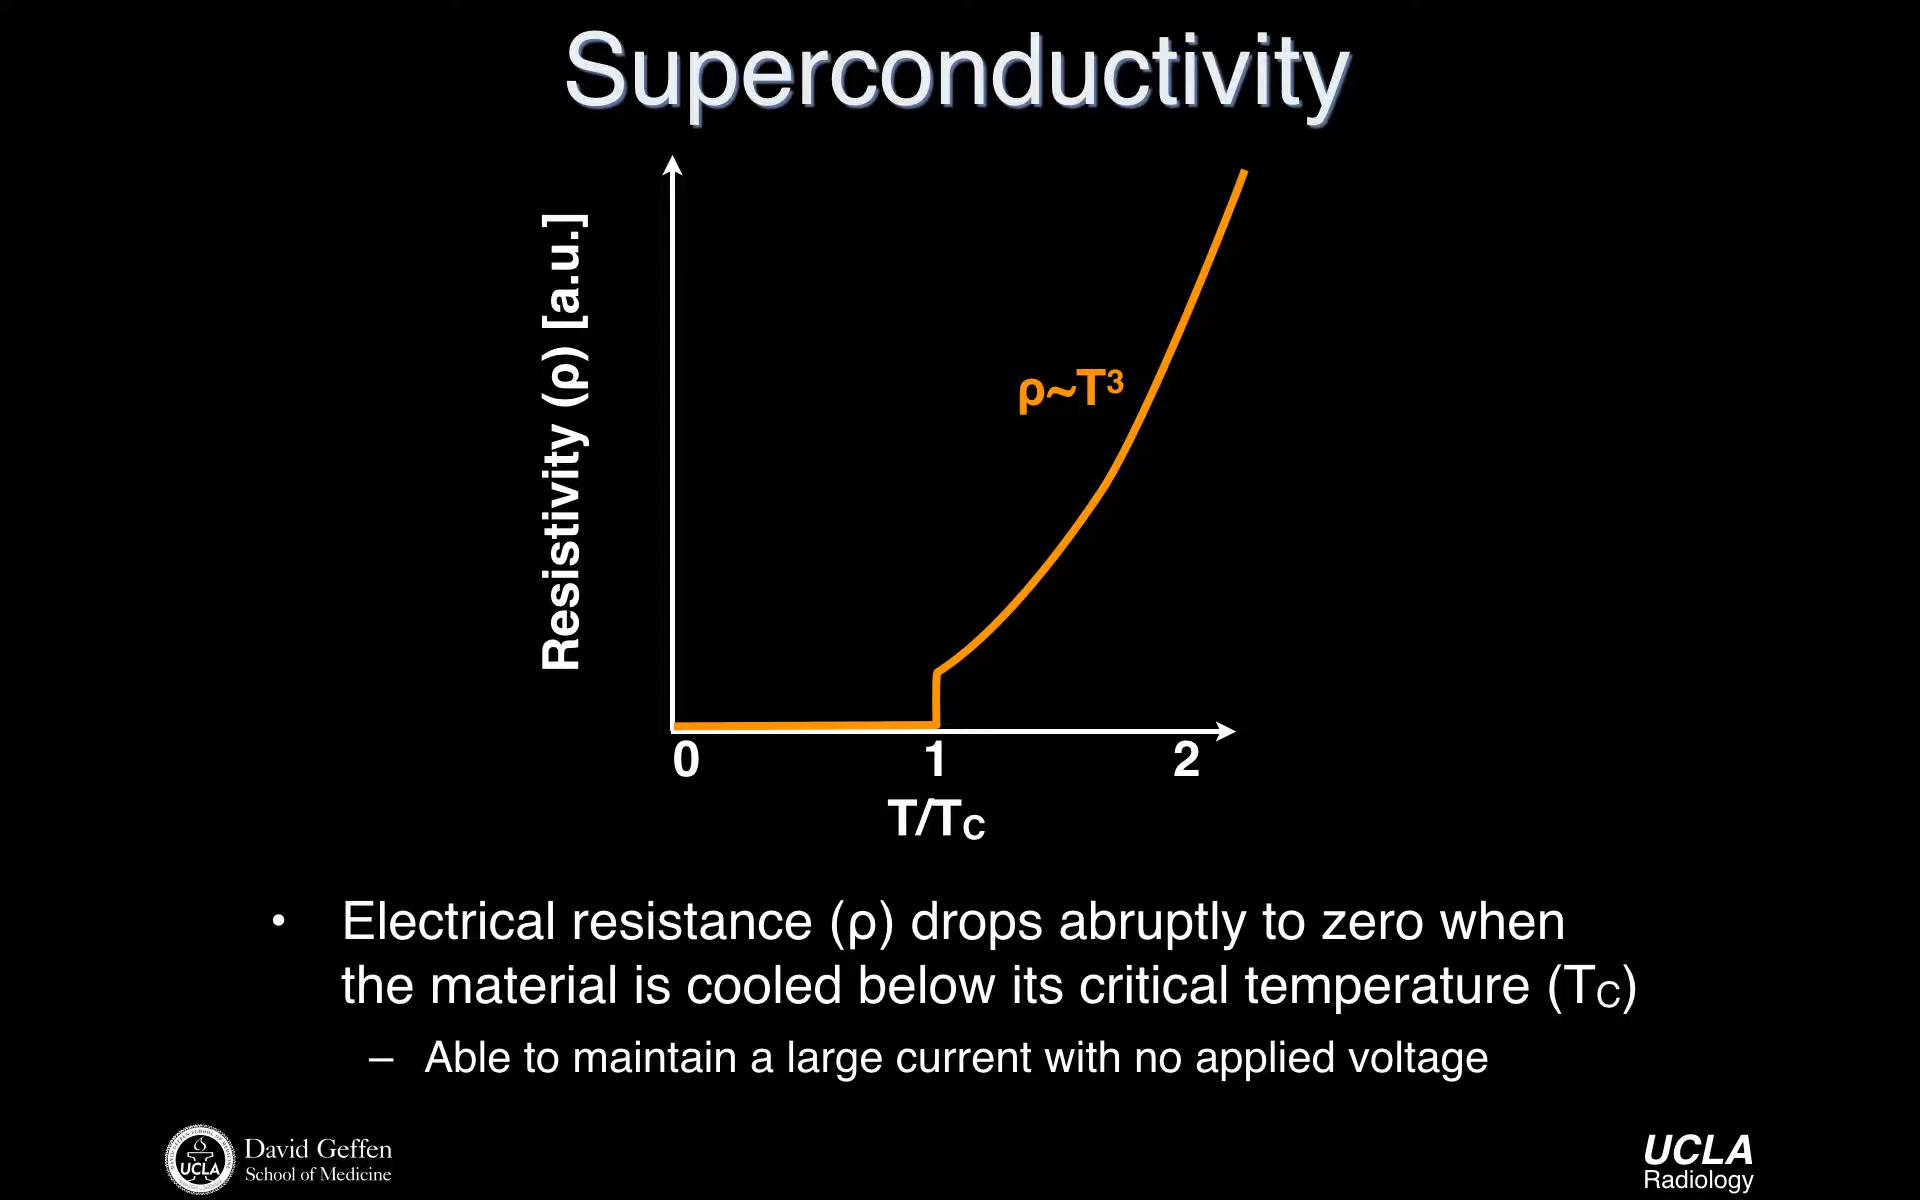 Superconductivity
Resistivity (ρ) [a.u.]
ρ~T³
0 1 2
T/TC
• Electrical resistance (ρ) drops abruptly to zero when
the material is cooled below its critical temperature (TC)
– Able to maintain a large current with no applied voltage
UCLA
David Geffen
School of Medicine
UCLA
Radiology